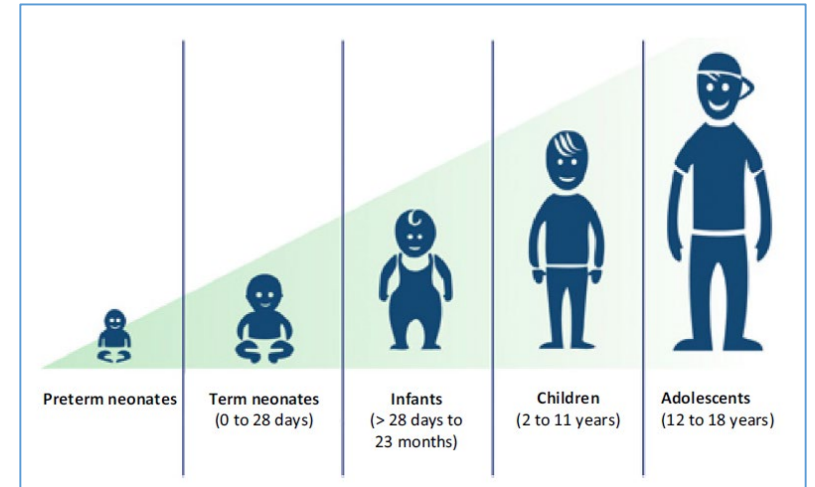 Preterm neonates
Term neonates
(0 to 28 days)
Infants
(> 28 days to
23 months)
Children
(2 to 11 years)
Adolescents
(12 to 18 years)